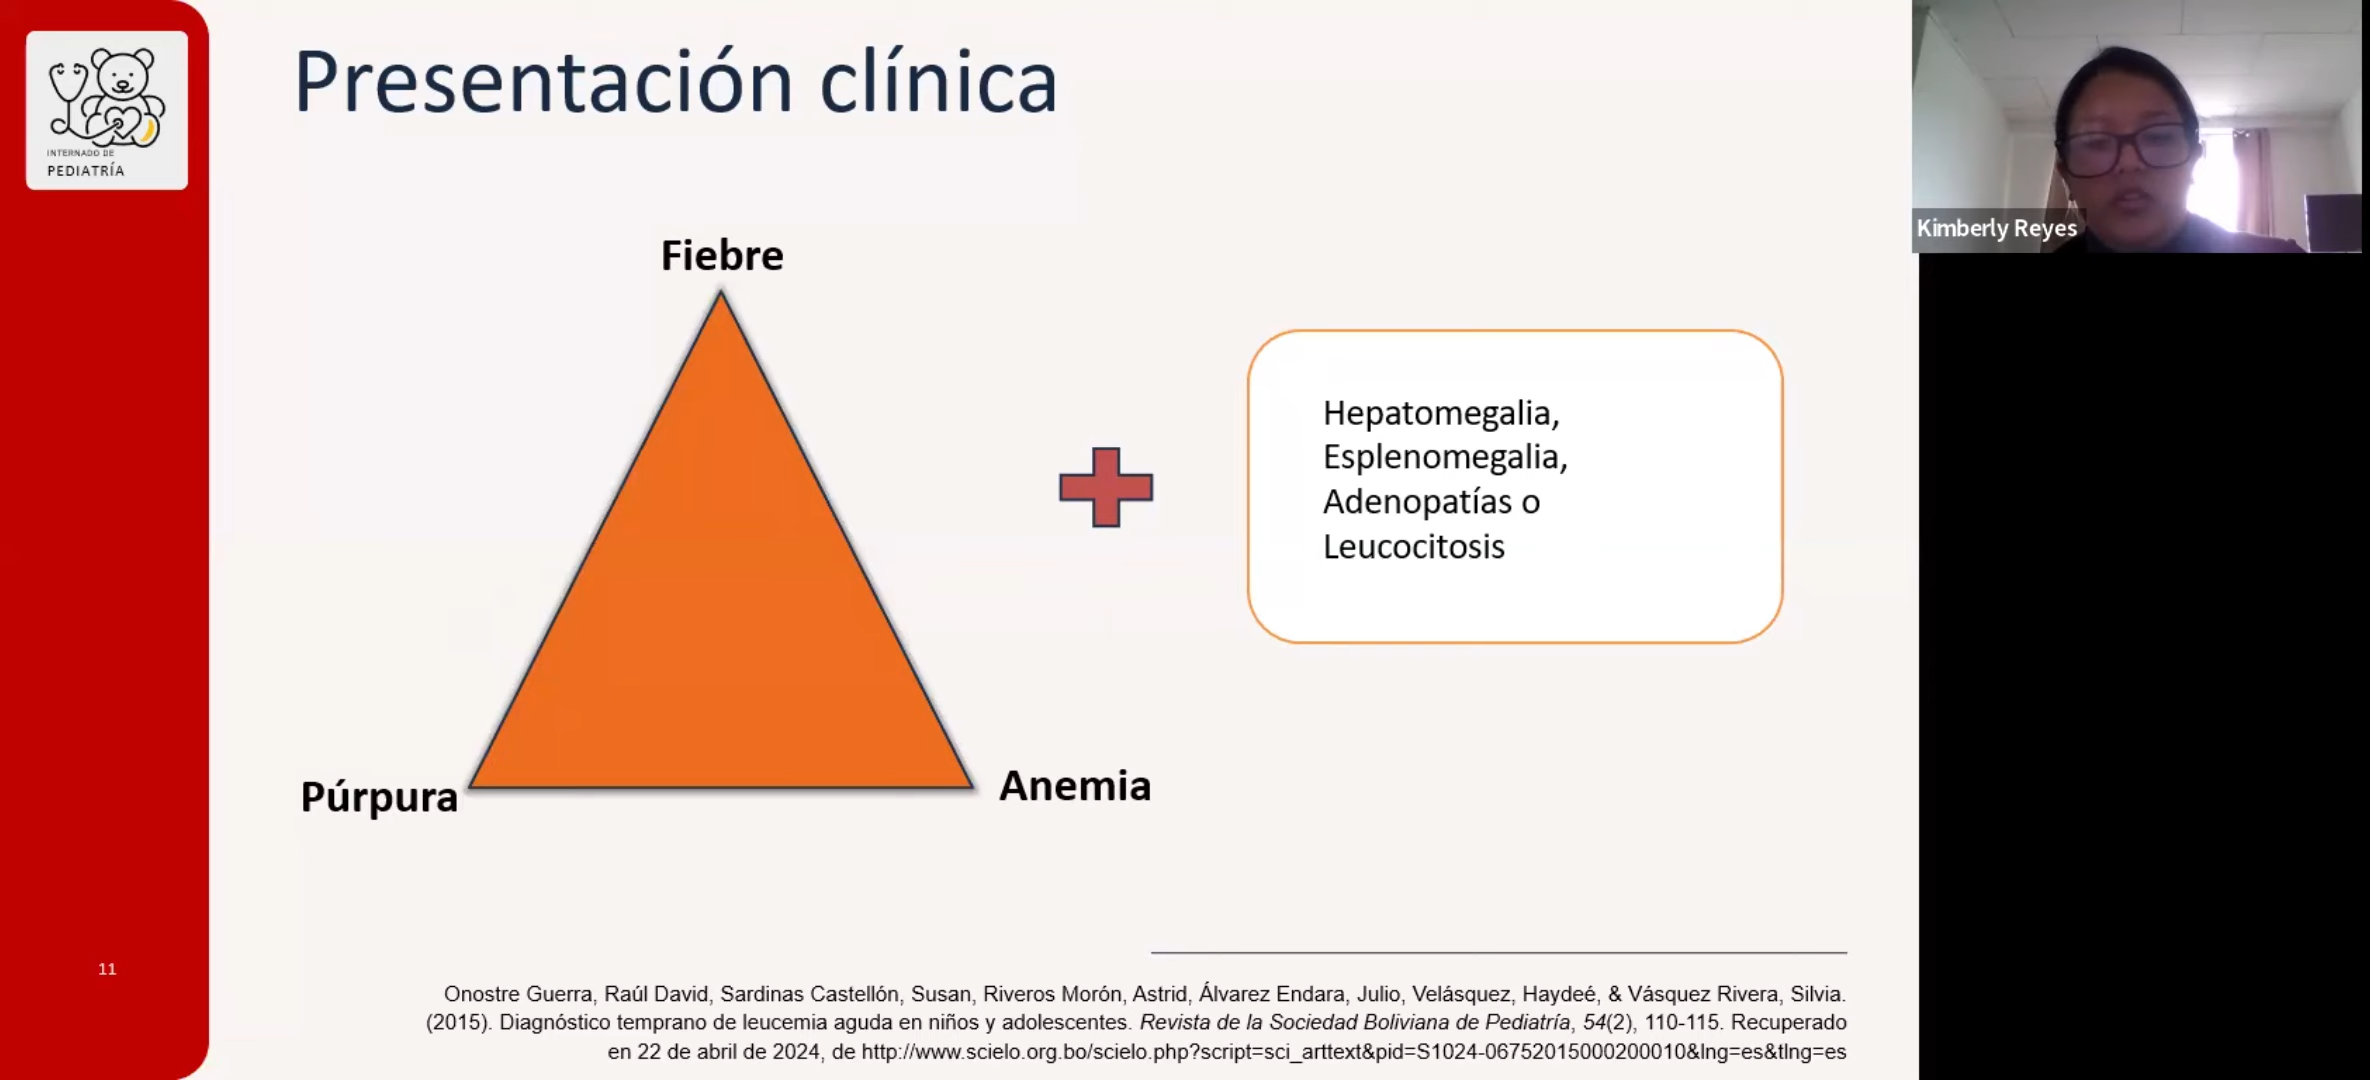 INTERNADO DE
PEDIATRÍA
Presentación clínica
Kimberly Reyes
Fiebre
Hepatomegalia,
Esplenomegalia,
Adenopatías o
Leucocitosis
Púrpura
Anemia
11
Onostre Guerra, Raúl David, Sardinas Castellón, Susan, Riveros Morón, Astrid, Álvarez Endara, Julio, Velásquez, Haydeé, & Vásquez Rivera, Silvia.
(2015). Diagnóstico temprano de leucemia aguda en niños y adolescentes. Revista de la Sociedad Boliviana de Pediatría, 54(2), 110-115. Recuperado
en 22 de abril de 2024, de http://www.scielo.org.bo/scielo.php?script=sci_arttext&pid=S1024-06752015000200010&lng=es&tlng=es